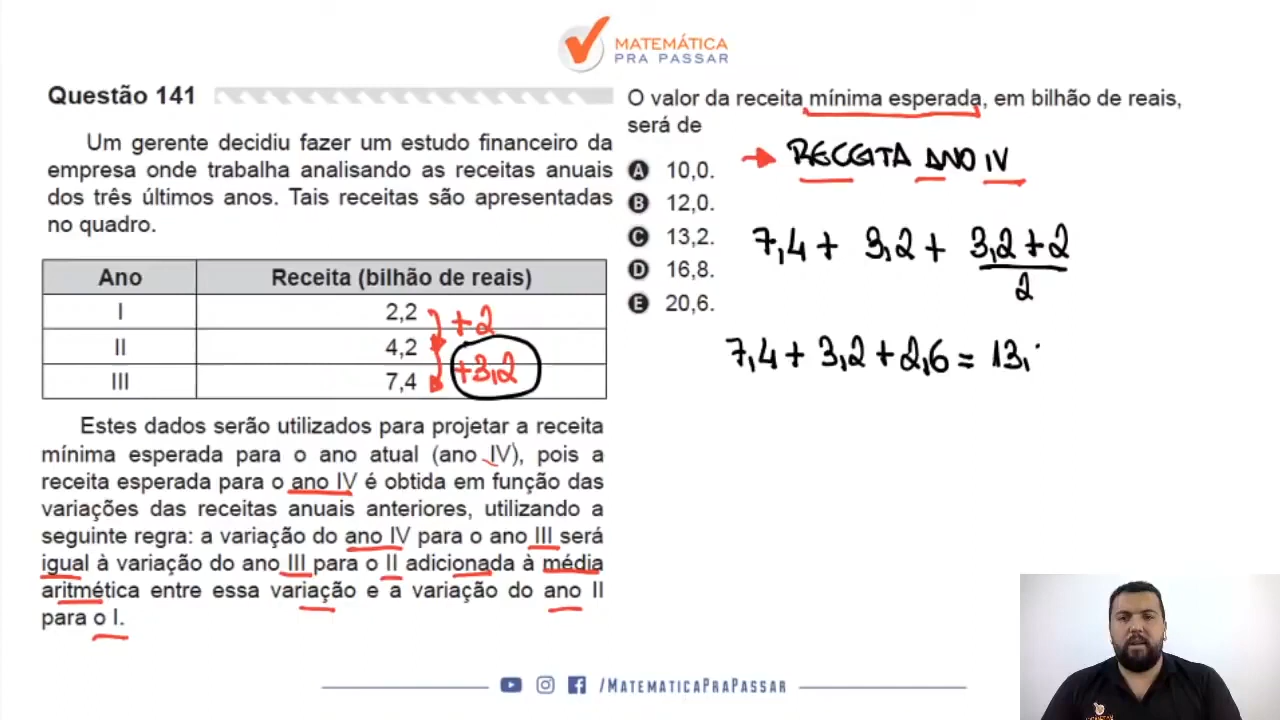 MATEMÁTICA
PRA PASSAR
Questão 141
Um gerente decidiu fazer um estudo financeiro da
empresa onde trabalha analisando as receitas anuais
dos três últimos anos. Tais receitas são apresentadas
no quadro.
Ano Receita (bilhão de reais)
I 2,2
+2
II 4,2
+3,2
III 7,4
Estes dados serão utilizados para projetar a receita
mínima esperada para o ano atual (ano IV), pois a
receita esperada para o ano IV é obtida em função das
variações das receitas anuais anteriores, utilizando a
seguinte regra: a variação do ano IV para o ano III será
igual à variação do ano III para o II adicionada à média
aritmética entre essa variação e a variação do ano II
para o I.
O valor da receita mínima esperada, em bilhão de reais,
será de
A 10,0.
B 12,0.
C 13,2.
D 16,8.
E 20,6.
RECEITA ANO IV
7,4 + 3,2 + 3,2 + 2
2
7,4 + 3,2 + 2,6 = 13,
/MATEMATICAPRAPASSAR